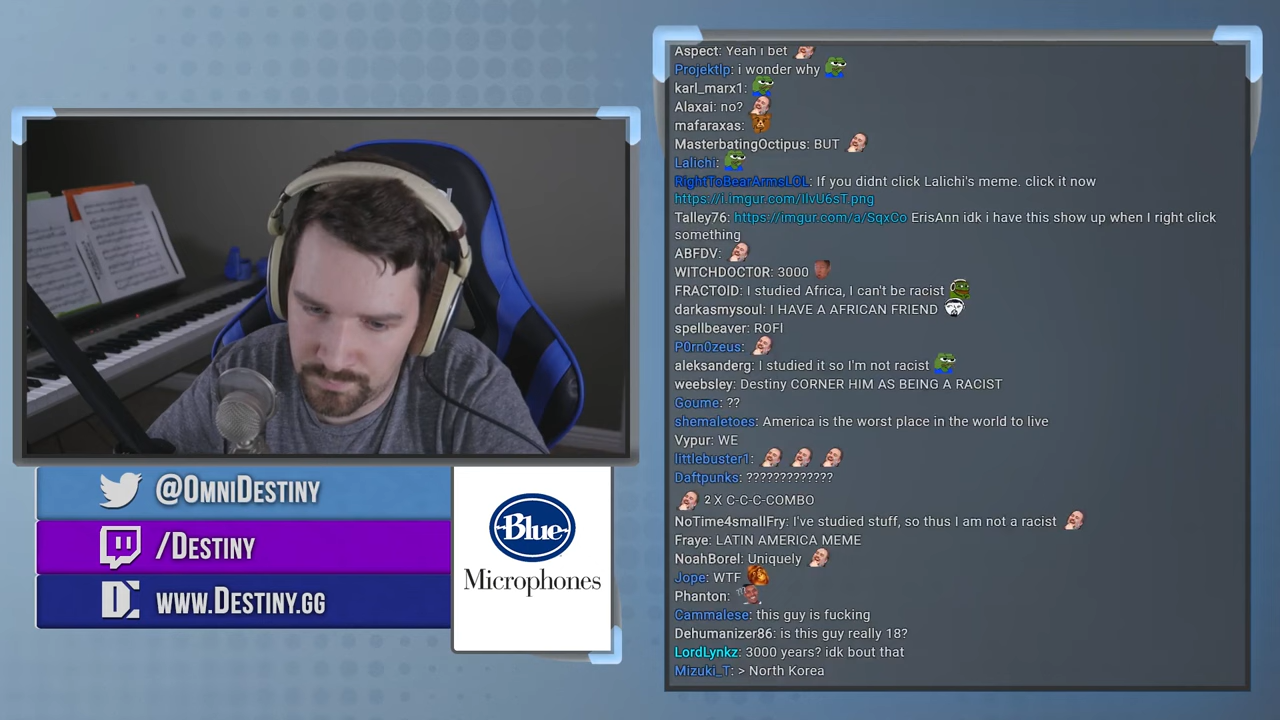 @OmniDestiny
/Destiny
www.Destiny.gg
Blue
Microphones
Aspect: Yeah i bet
Projektlp: i wonder why
karl_marx1:
Alaxai: no?
mafaraxas:
MasterbatingOctipus: BUT
Lalichi:
RightToBearArmsLOL: If you didnt click Lalichi's meme. click it now
https://i.imgur.com/IIvU6sT.png
Talley76: https://imgur.com/a/SqxCo ErisAnn idk i have this show up when I right click
something
ABFDV:
WITCHDOCT0R: 3000
FRACTOID: I studied Africa, I can't be racist
darkasmysoul: I HAVE A AFRICAN FRIEND
spellbeaver: ROFl
P0rn0zeus:
aleksanderg: I studied it so I'm not racist
weebsley: Destiny CORNER HIM AS BEING A RACIST
Goume: ??
shemaletoes: America is the worst place in the world to live
Vypur: WE
littlebuster1:
Daftpunks: ?????????????
2 X C-C-C-COMBO
NoTime4smallFry: I've studied stuff, so thus I am not a racist
Fraye: LATIN AMERICA MEME
NoahBorel: Uniquely
Jope: WTF
Phanton:
Cammalese: this guy is fucking
Dehumanizer86: is this guy really 18?
LordLynkz: 3000 years? idk bout that
Mizuki_T: > North Korea